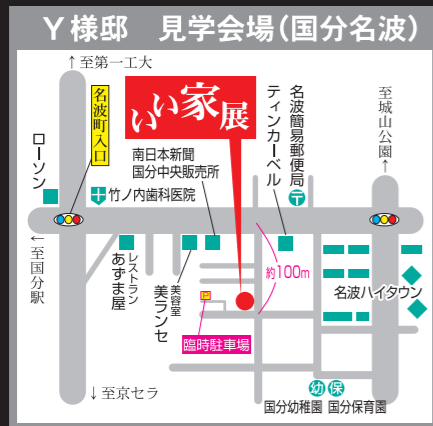 Y様邸 見学会場(国分名波)
↑至第一工大
名波町入口
いい家展
ティンカーベル
名波簡易郵便局
〒
至城山公園→
ローソン
南日本新聞
国分中央販売所
竹ノ内歯科医院
←至国分駅
レストラン
あずま屋
美容室
美ランセ
約100m
名波ハイタウン
P
臨時駐車場
↓至京セラ
幼 保
国分幼稚園 国分保育園